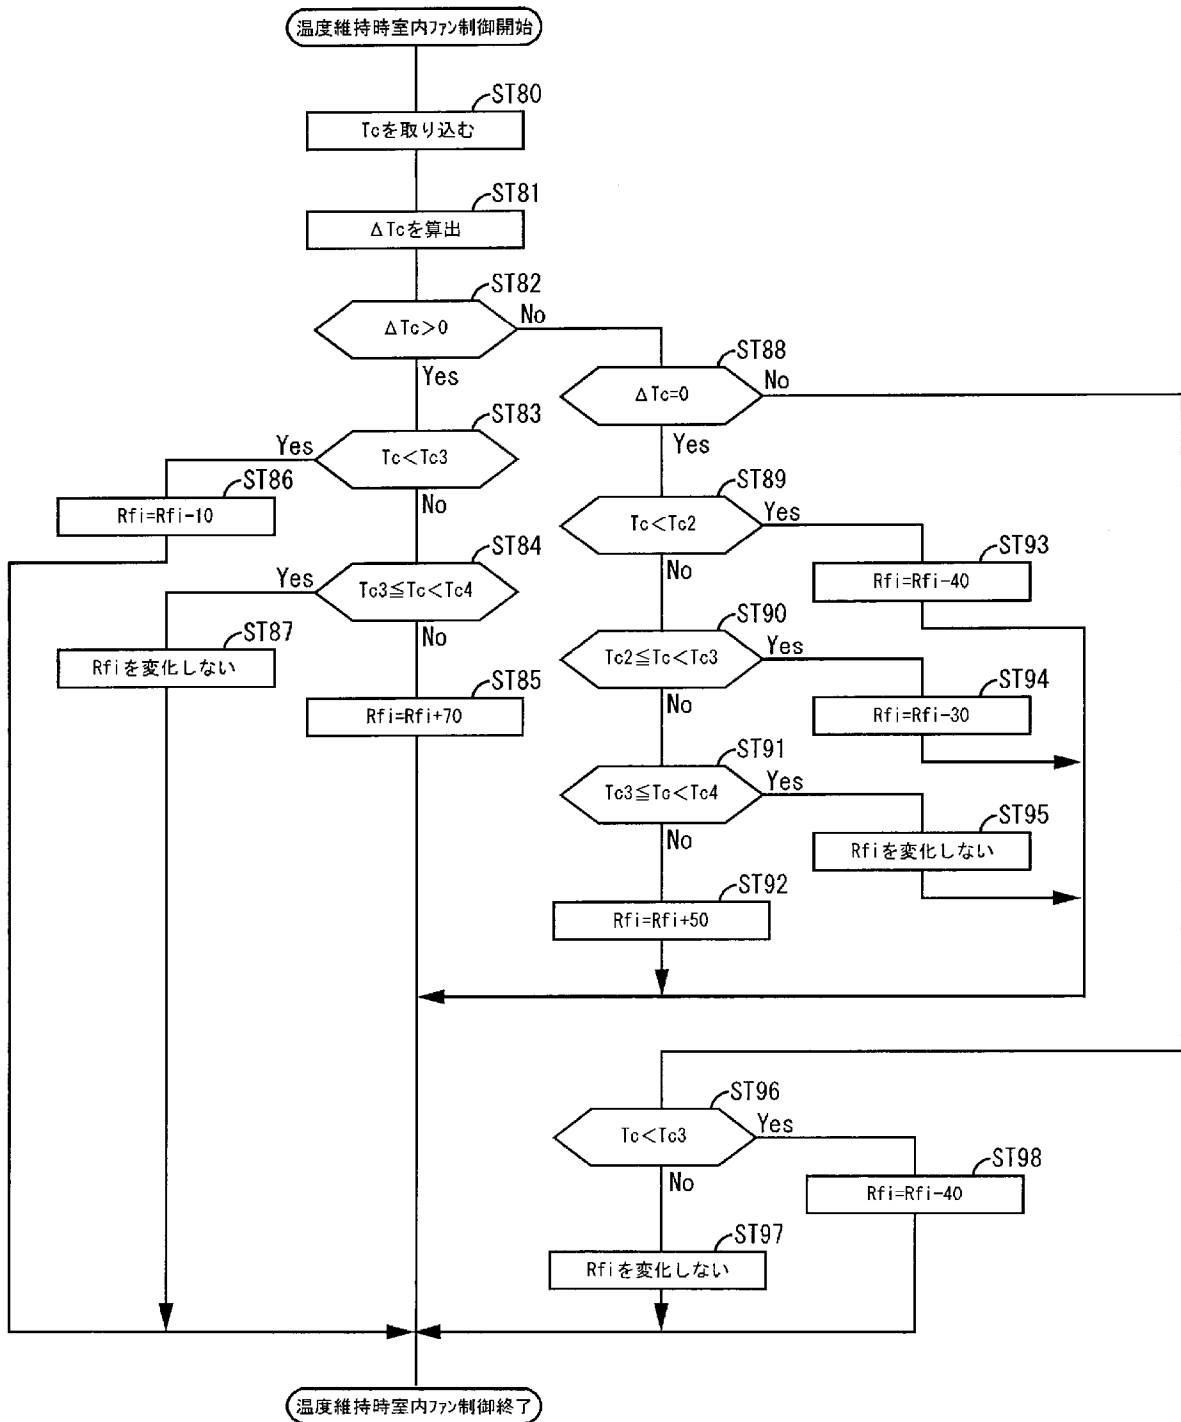 温度維持時室内ファン制御開始
ST80
Tcを取り込む
ST81
ΔTcを算出
ST82
ΔTc>0
No
Yes
ST88
ΔTc=0
No
Yes
ST83
Tc<Tc3
Yes
No
ST86
Rfi=Rfi-10
ST89
Tc<Tc2
Yes
No
ST93
Rfi=Rfi-40
ST84
Tc3≦Tc<Tc4
Yes
No
ST87
Rfiを変化しない
ST90
Tc2≦Tc<Tc3
Yes
No
ST85
Rfi=Rfi+70
ST94
Rfi=Rfi-30
ST91
Tc3≦Tc<Tc4
Yes
No
ST95
Rfiを変化しない
ST92
Rfi=Rfi+50
ST96
Tc<Tc3
Yes
No
ST98
Rfi=Rfi-40
ST97
Rfiを変化しない
温度維持時室内ファン制御終了